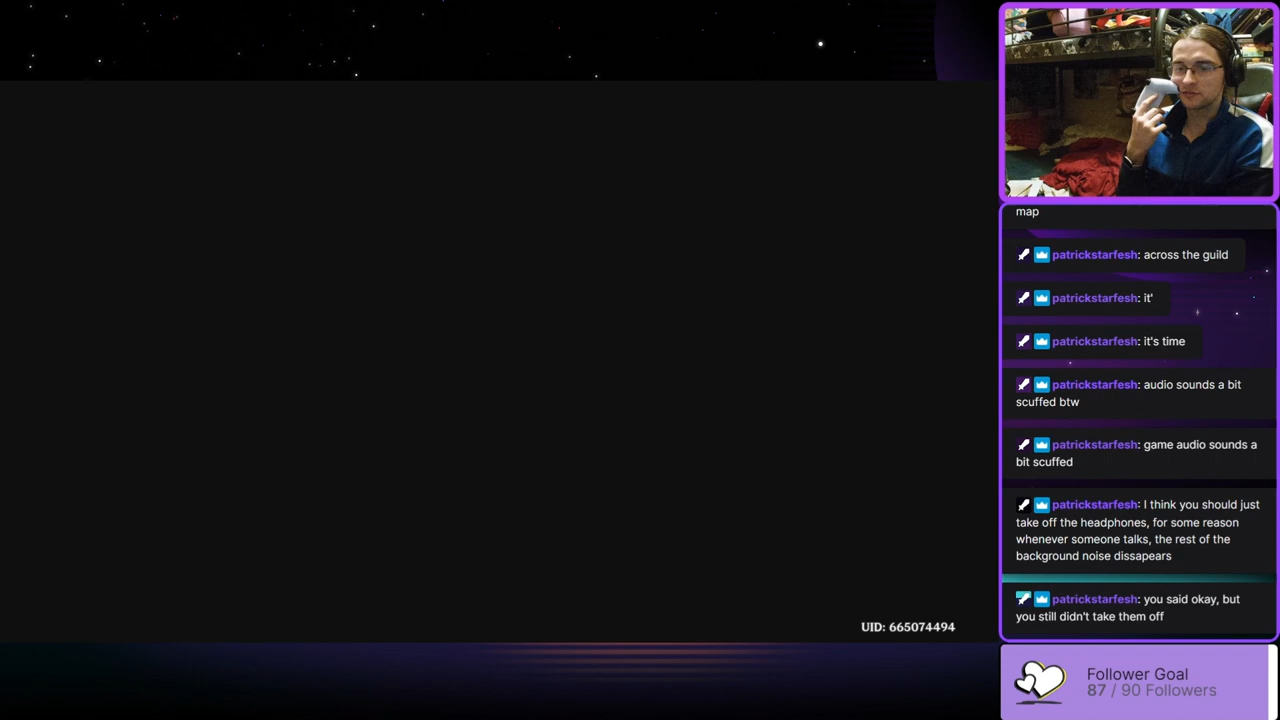 map
patrickstarfesh: across the guild
patrickstarfesh: it'
patrickstarfesh: it's time
patrickstarfesh: audio sounds a bit
scuffed btw
patrickstarfesh: game audio sounds a
bit scuffed
patrickstarfesh: I think you should just
take off the headphones, for some reason
whenever someone talks, the rest of the
background noise dissapears
patrickstarfesh: you said okay, but
you still didn't take them off
UID: 665074494
Follower Goal
87 / 90 Followers